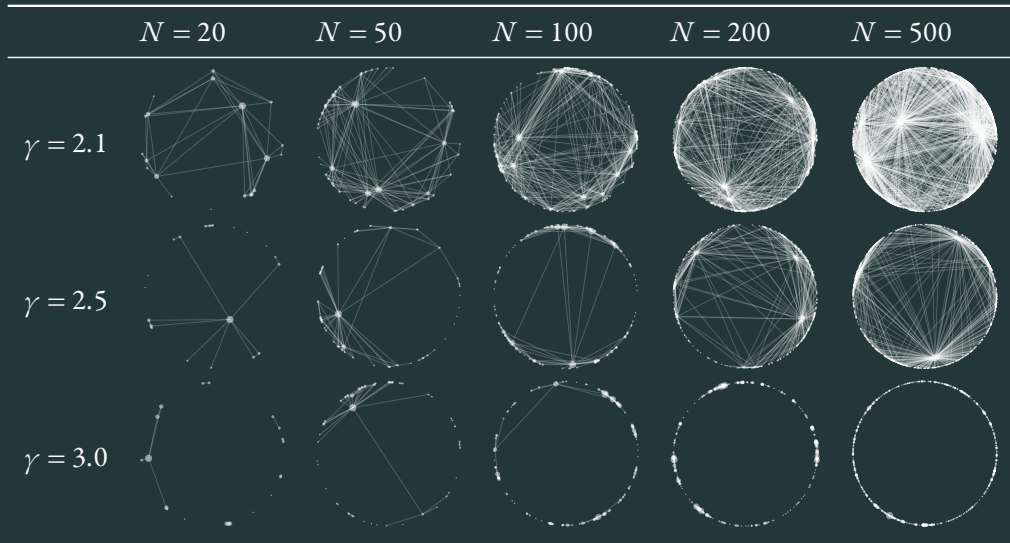 N = 20 N = 50 N = 100 N = 200 N = 500
γ = 2.1
γ = 2.5
γ = 3.0